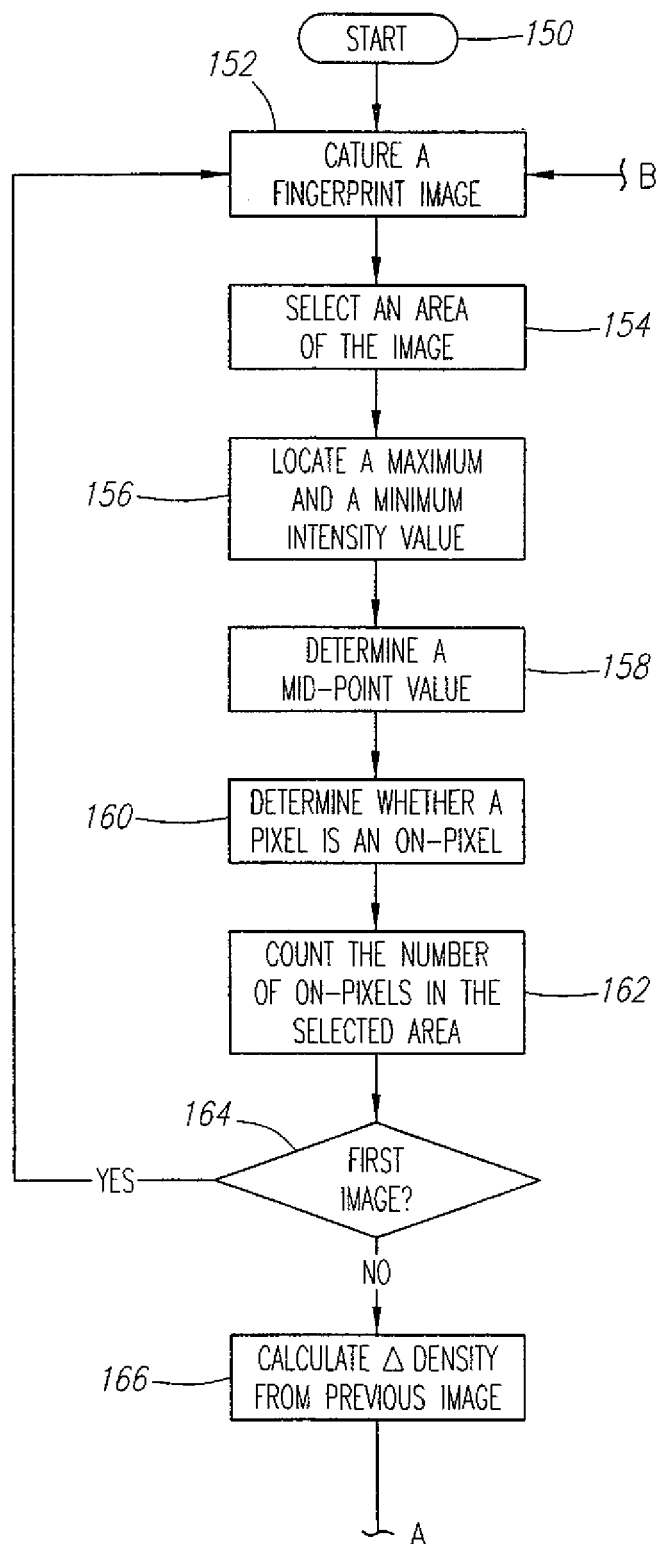 START
150
152
CATURE A
FINGERPRINT IMAGE
B
SELECT AN AREA
OF THE IMAGE
154
156
LOCATE A MAXIMUM
AND A MINIMUM
INTENSITY VALUE
DETERMINE A
MID-POINT VALUE
158
160
DETERMINE WHETHER A
PIXEL IS AN ON-PIXEL
COUNT THE NUMBER
OF ON-PIXELS IN THE
SELECTED AREA
162
164
FIRST
IMAGE?
YES
NO
166
CALCULATE △ DENSITY
FROM PREVIOUS IMAGE
A